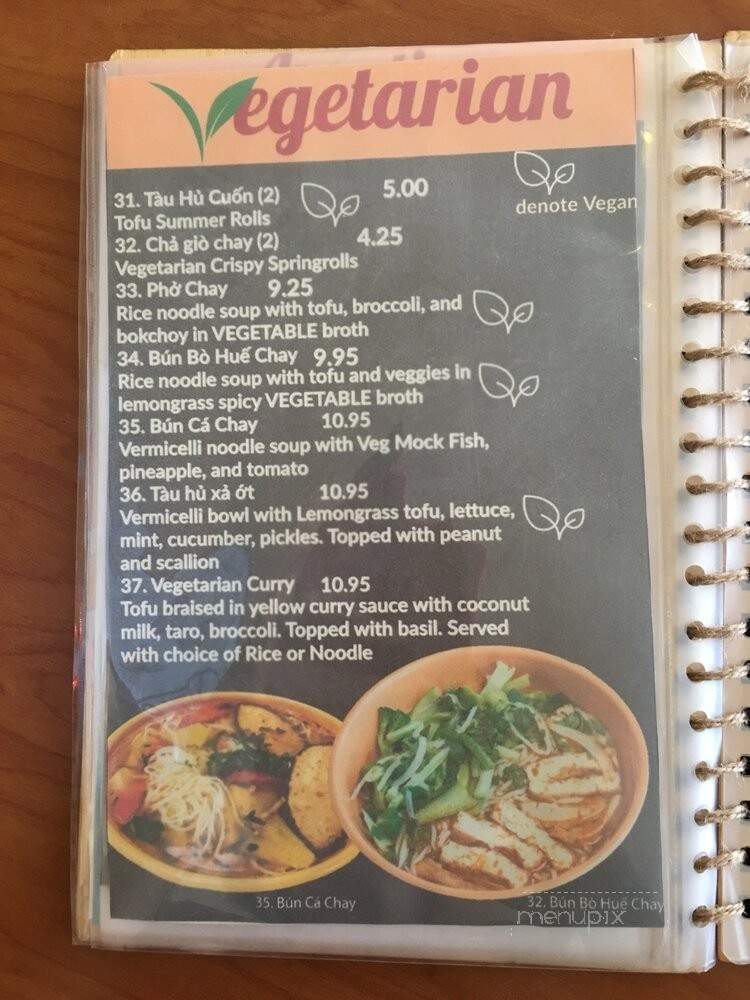 Vegetarian
denote Vegan
31. Tàu Hủ Cuốn (2) 5.00
Tofu Summer Rolls
32. Chả giò chay (2) 4.25
Vegetarian Crispy Springrolls
33. Phở Chay 9.25
Rice noodle soup with tofu, broccoli, and
bokchoy in VEGETABLE broth
34. Bún Bò Huế Chay 9.95
Rice noodle soup with tofu and veggies in
lemongrass spicy VEGETABLE broth
35. Bún Cá Chay 10.95
Vermicelli noodle soup with Veg Mock Fish,
pineapple, and tomato
36. Tàu hủ xả ớt 10.95
Vermicelli bowl with Lemongrass tofu, lettuce,
mint, cucumber, pickles. Topped with peanut
and scallion
37. Vegetarian Curry 10.95
Tofu braised in yellow curry sauce with coconut
milk, taro, broccoli. Topped with basil. Served
with choice of Rice or Noodle
35. Bún Cá Chay
32. Bún Bò Huế Chay
menupix